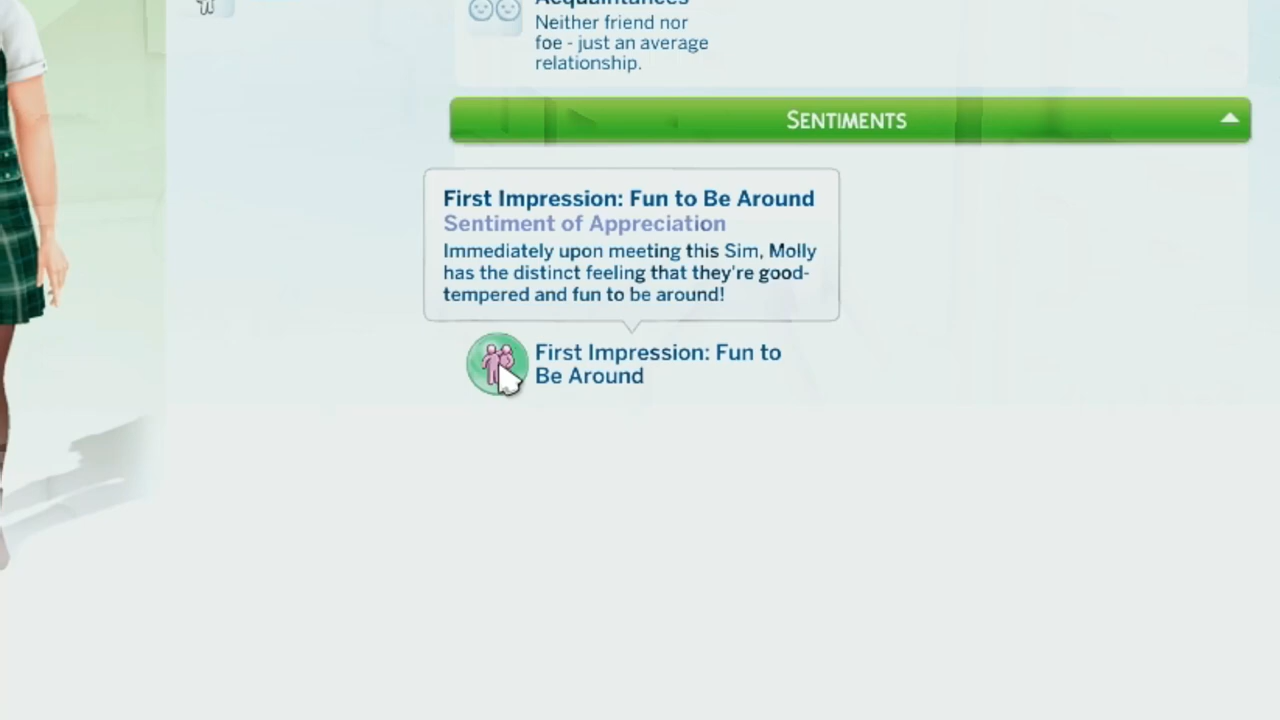 Acquaintances
Neither friend nor
foe - just an average
relationship.
SENTIMENTS
First Impression: Fun to Be Around
Sentiment of Appreciation
Immediately upon meeting this Sim, Molly
has the distinct feeling that they're good-
tempered and fun to be around!
First Impression: Fun to
Be Around